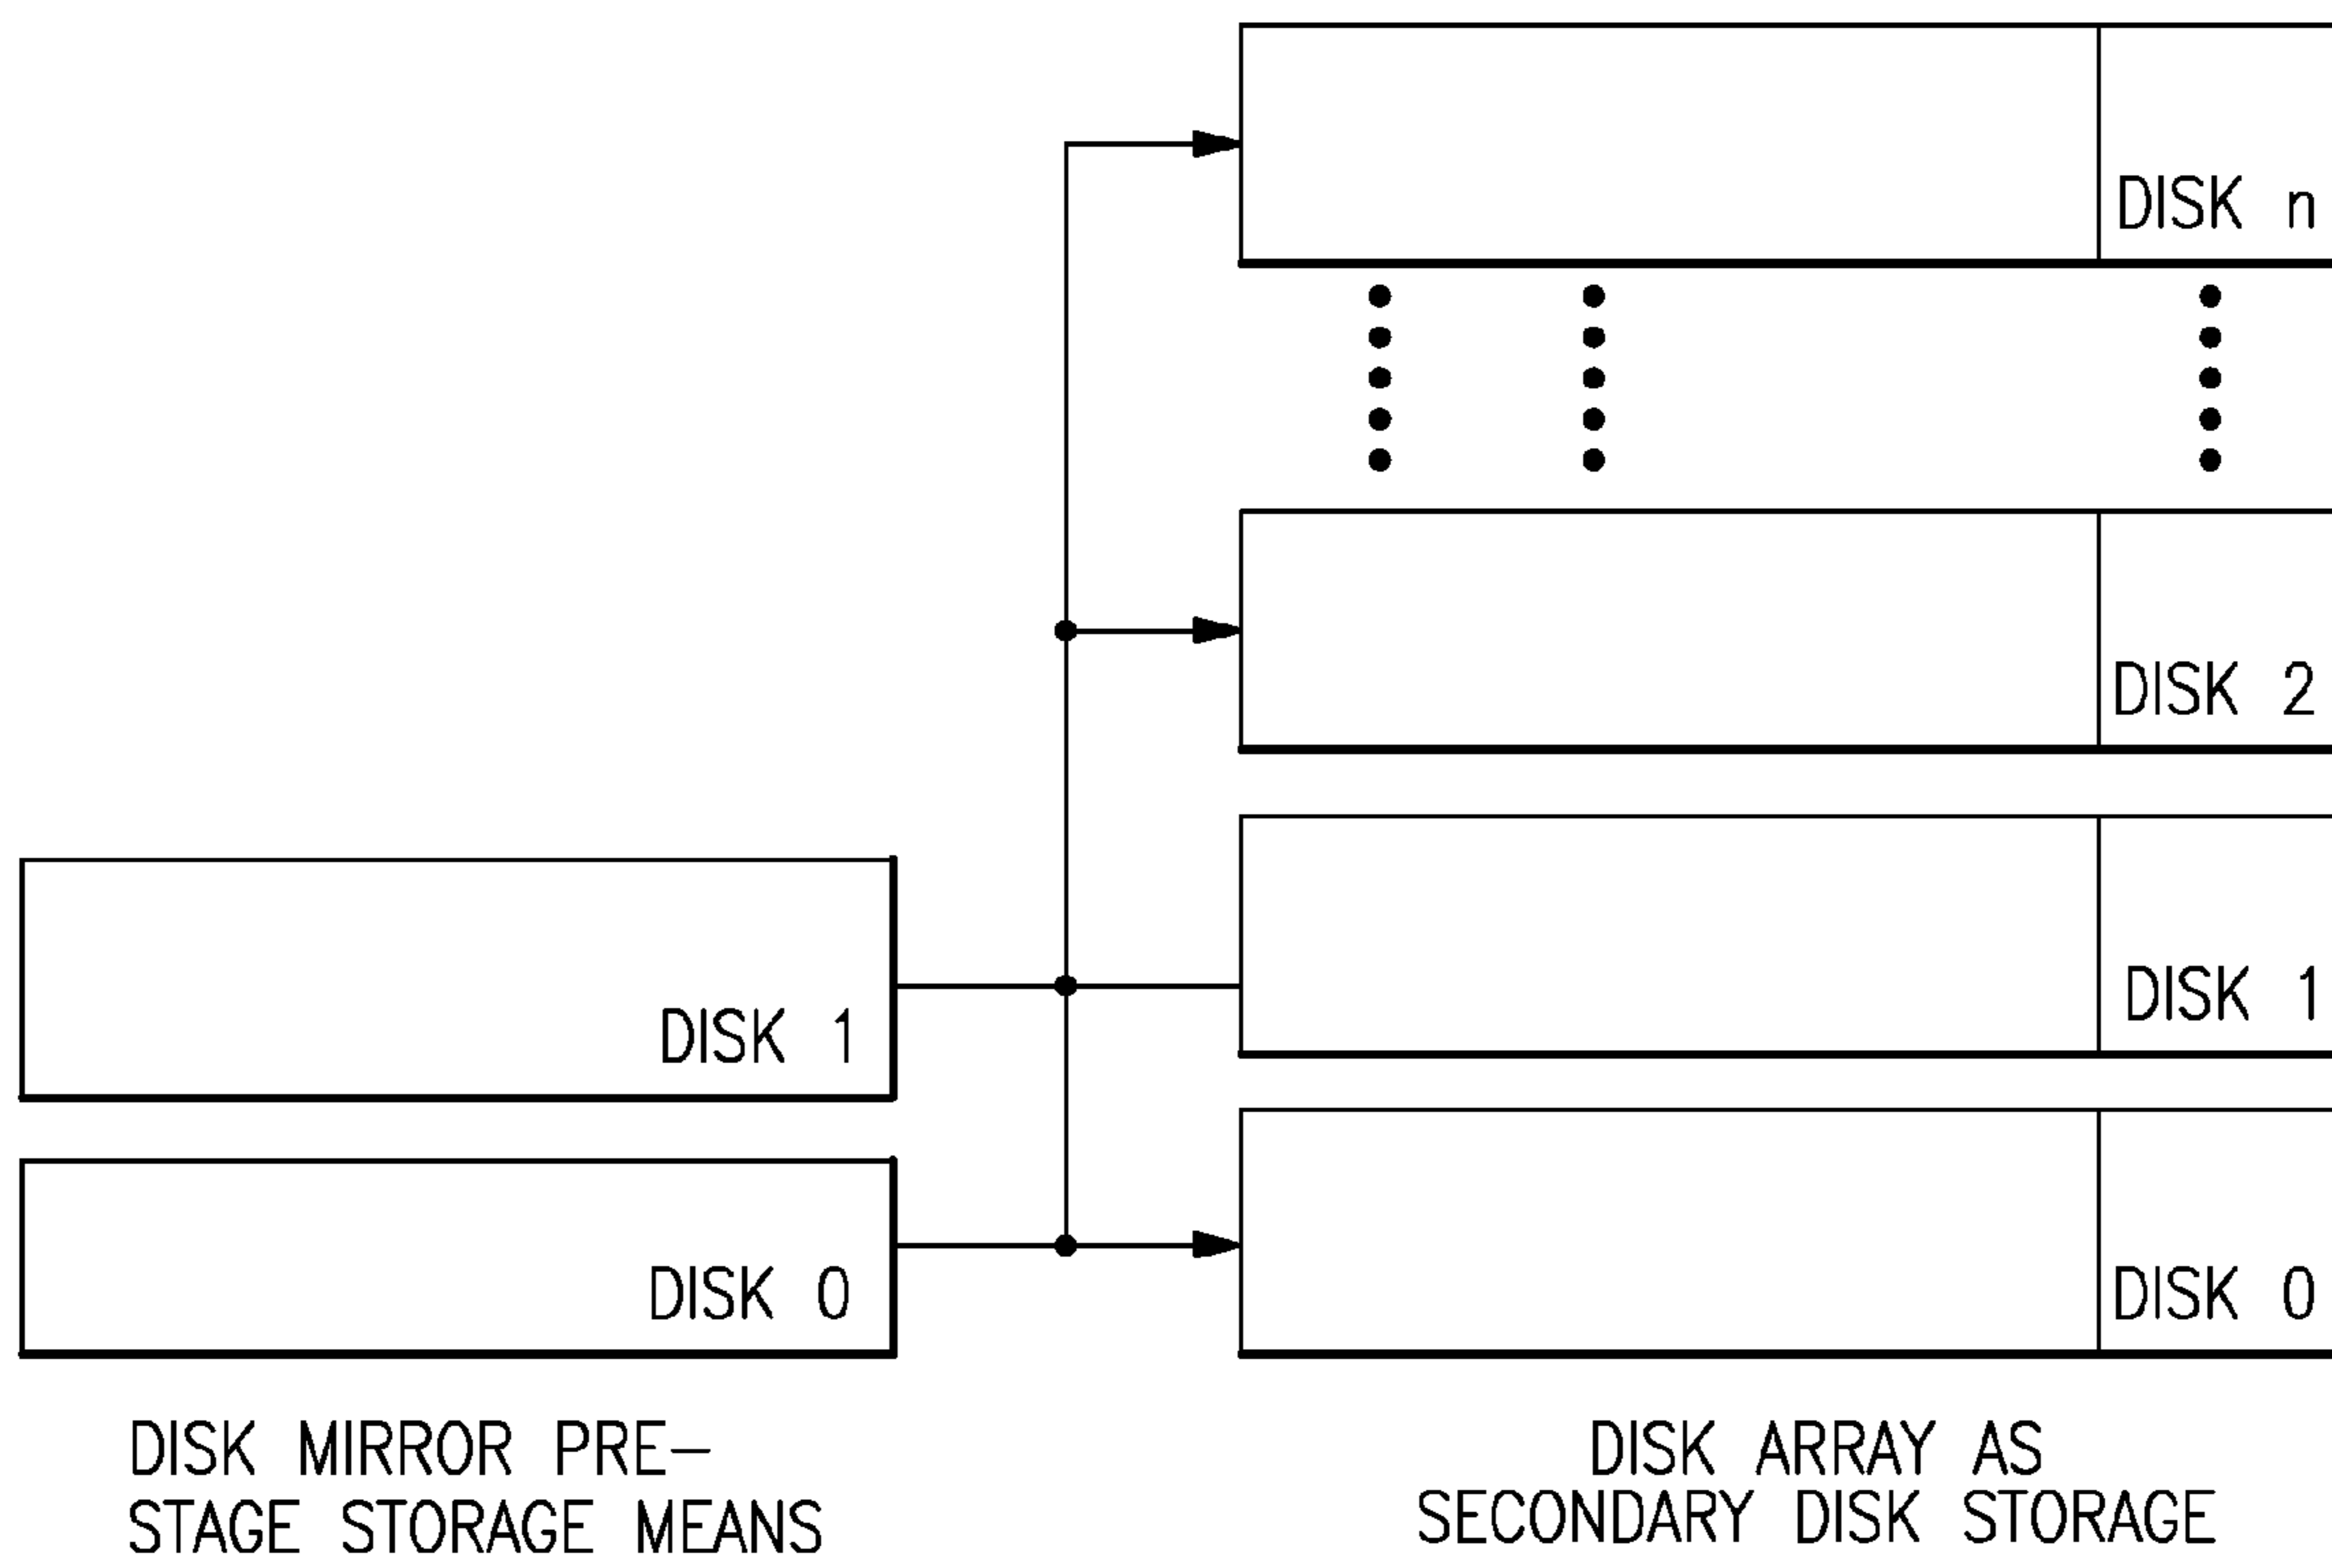 DISK n
DISK 2
DISK 1
DISK 1
DISK 0
DISK 0
DISK MIRROR PRE-
STAGE STORAGE MEANS
DISK ARRAY AS
SECONDARY DISK STORAGE